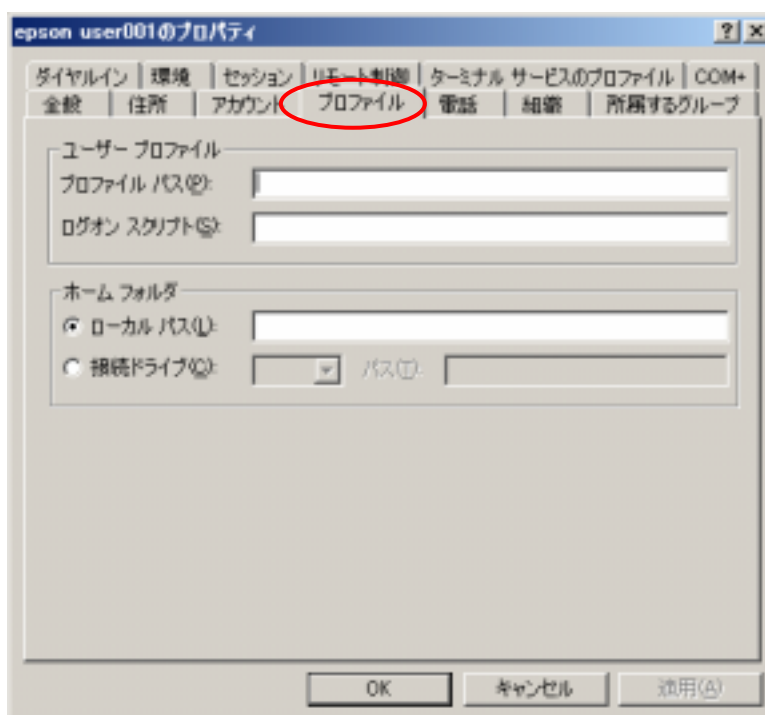 epson user001のプロパティ
ダイヤルイン 環境 セッション リモート制御 ターミナル サービスのプロファイル COM+
全般 住所 アカウント プロファイル 電話 組織 所属するグループ
ユーザー プロファイル
プロファイル パス(P):
ログオン スクリプト(S):
ホーム フォルダ
ローカル パス(L):
接続ドライブ(C): パス(T):
OK キャンセル 適用(A)